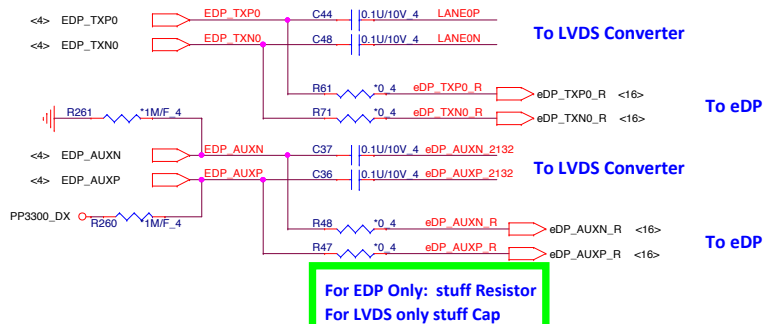 <4> EDP_TXP0 EDP_TXP0 C44 0.1U/10V_4 LANE0P
<4> EDP_TXN0 EDP_TXN0 C48 0.1U/10V_4 LANE0N
To LVDS Converter
R61 *0_4 eDP_TXP0_R eDP_TXP0_R <16>
R71 *0_4 eDP_TXN0_R eDP_TXN0_R <16>
To eDP
R261 *1M/F_4
<4> EDP_AUXN EDP_AUXN C37 0.1U/10V_4 eDP_AUXN_2132
<4> EDP_AUXP EDP_AUXP C36 0.1U/10V_4 eDP_AUXP_2132
To LVDS Converter
PP3300_DX R260 *1M/F_4
R48 *0_4 eDP_AUXN_R eDP_AUXN_R <16>
R47 *0_4 eDP_AUXP_R eDP_AUXP_R <16>
To eDP
For EDP Only: stuff Resistor
For LVDS only stuff Cap